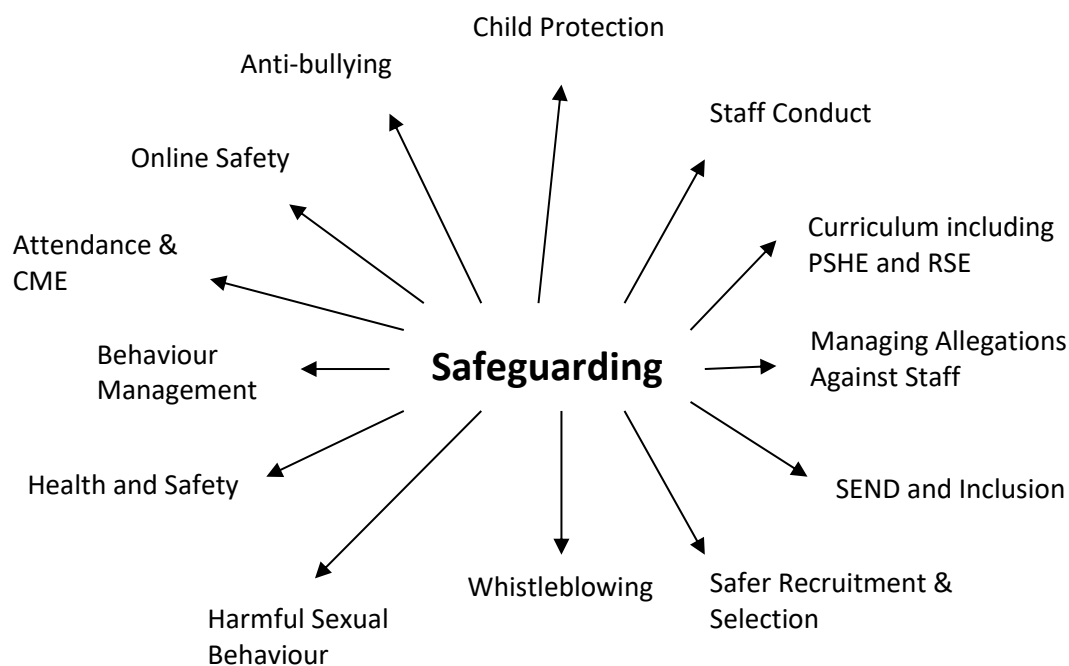 Child Protection
Anti-bullying
Staff Conduct
Online Safety
Curriculum including
PSHE and RSE
Attendance &
CME
Managing Allegations
Against Staff
Behaviour
Management
Safeguarding
Health and Safety
SEND and Inclusion
Whistleblowing
Safer Recruitment &
Selection
Harmful Sexual
Behaviour